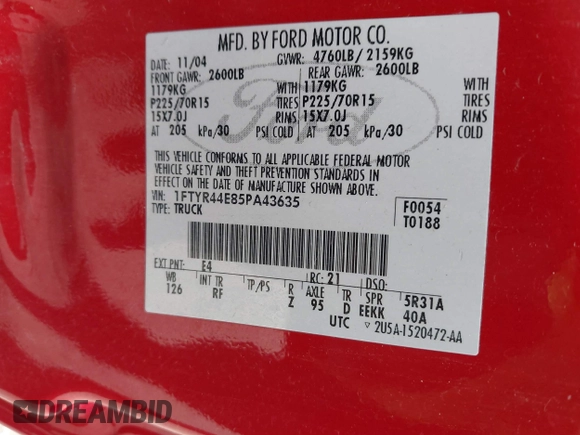 MFD. BY FORD MOTOR CO.
DATE: 11/04 GVWR: 4760LB/ 2159KG
FRONT GAWR: 2600LB REAR GAWR: 2600LB
1179KG WITH 1179KG WITH
P225/70R15 TIRES P225/70R15 TIRES
15X7.0J RIMS 15X7.0J RIMS
AT 205 kPa/30 PSI COLD AT 205 kPa/30 PSI COLD
Ford
THIS VEHICLE CONFORMS TO ALL APPLICABLE FEDERAL MOTOR
VEHICLE SAFETY AND THEFT PREVENTION STANDARDS IN
EFFECT ON THE DATE OF MANUFACTURE SHOWN ABOVE.
VIN: 1FTYR44E85PA43635 F0054
TYPE: TRUCK T0188
EXT PNT: E4 RC: 21 DSO:
WB INT TR TP/PS R AXLE TR SPR 5R31A
126 RF Z 95 D EEKK 40A
UTC ▽ 2U5A-1520472-AA
DREAMBID